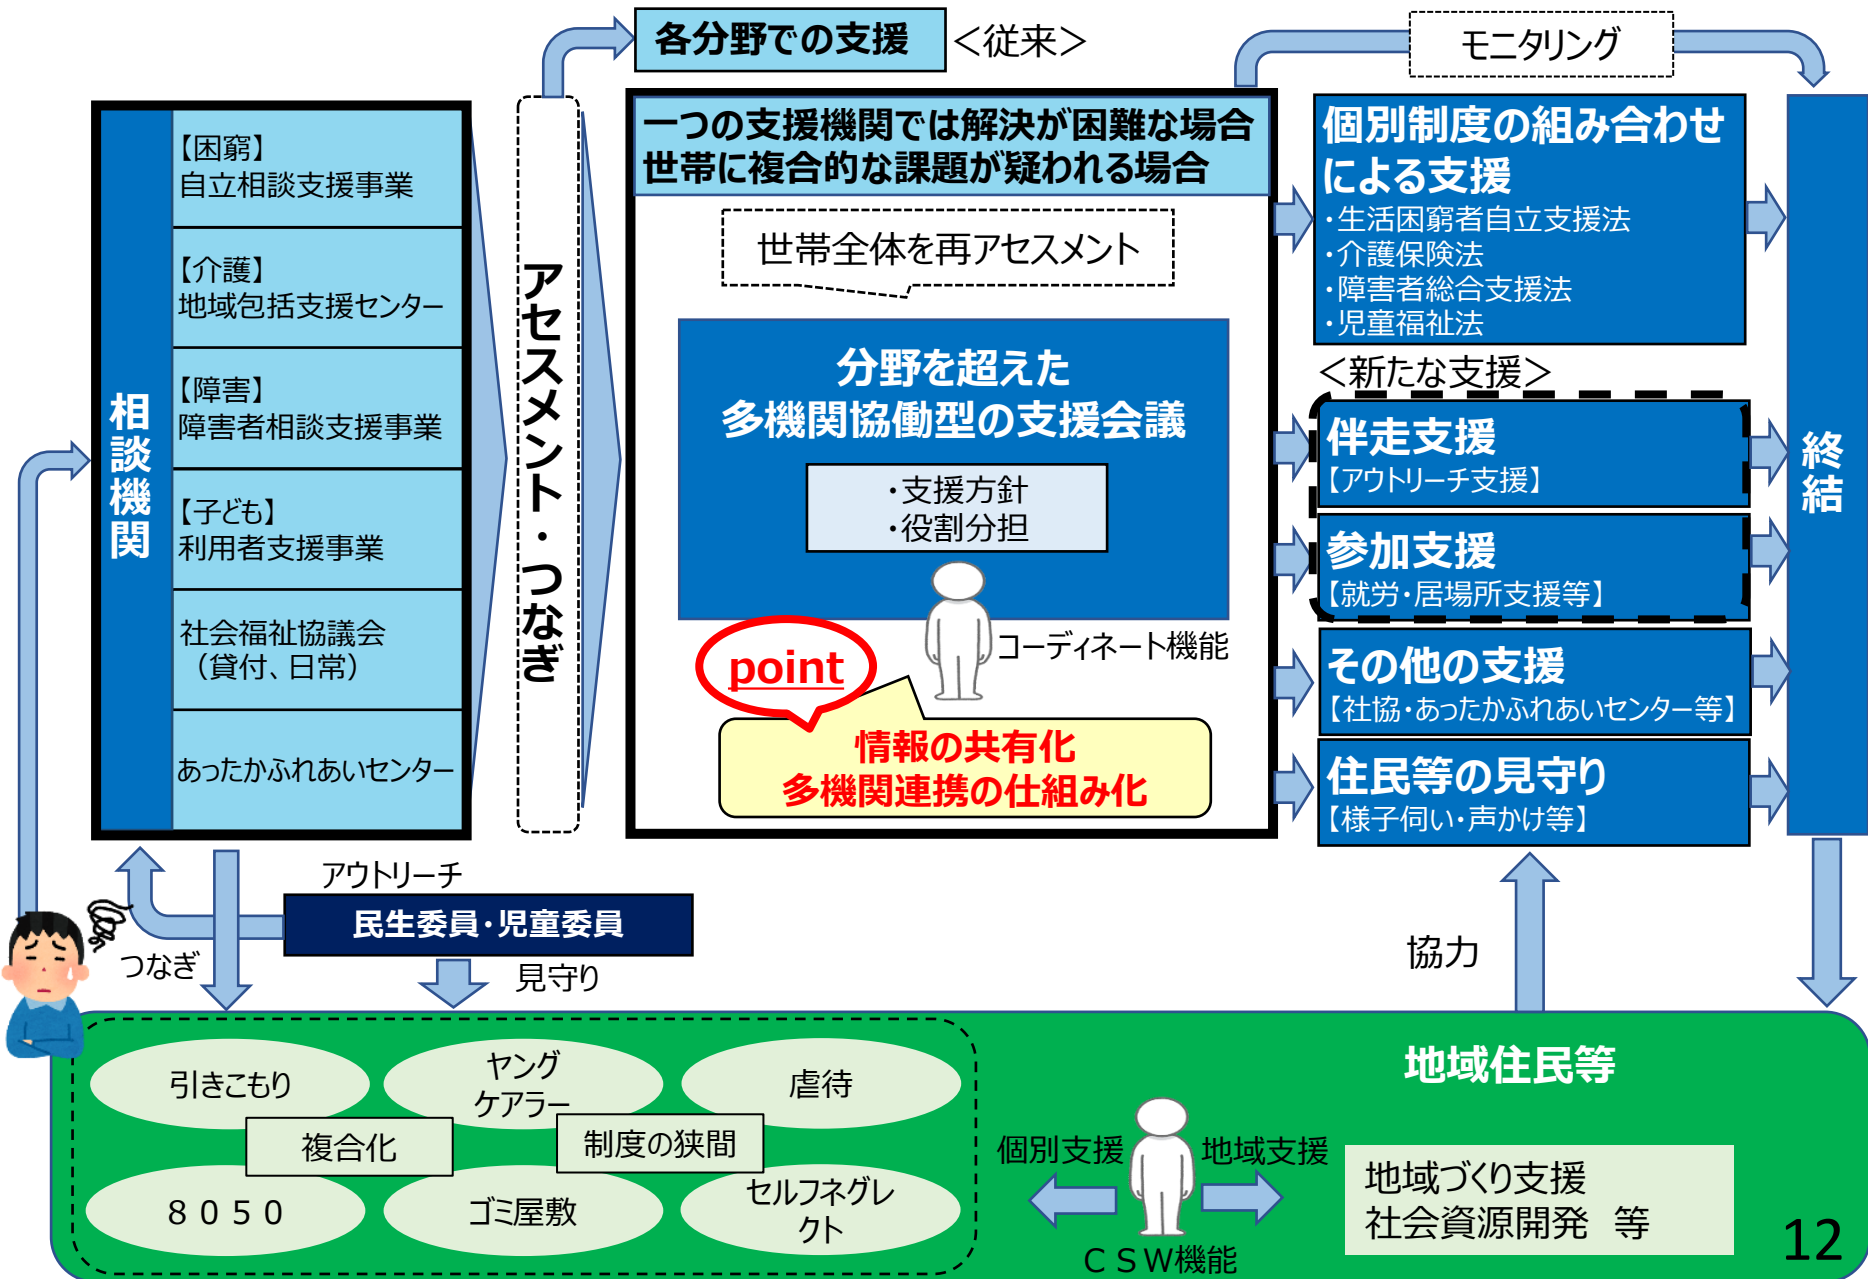 各分野での支援
＜従来＞
モニタリング
相談機関
【困窮】
自立相談支援事業
【介護】
地域包括支援センター
【障害】
障害者相談支援事業
【子ども】
利用者支援事業
社会福祉協議会
（貸付、日常）
あったかふれあいセンター
アセスメント・つなぎ
一つの支援機関では解決が困難な場合
世帯に複合的な課題が疑われる場合
世帯全体を再アセスメント
分野を超えた
多機関協働型の支援会議
・支援方針
・役割分担
コーディネート機能
point
情報の共有化
多機関連携の仕組み化
個別制度の組み合わせ
による支援
・生活困窮者自立支援法
・介護保険法
・障害者総合支援法
・児童福祉法
＜新たな支援＞
伴走支援
【アウトリーチ支援】
参加支援
【就労・居場所支援等】
その他の支援
【社協・あったかふれあいセンター等】
住民等の見守り
【様子伺い・声かけ等】
終結
アウトリーチ
民生委員・児童委員
つなぎ
見守り
協力
地域住民等
引きこもり
ヤング
ケアラー
虐待
複合化
制度の狭間
８０５０
ゴミ屋敷
セルフネグレ
クト
個別支援
地域支援
ＣＳＷ機能
地域づくり支援
社会資源開発　等
12